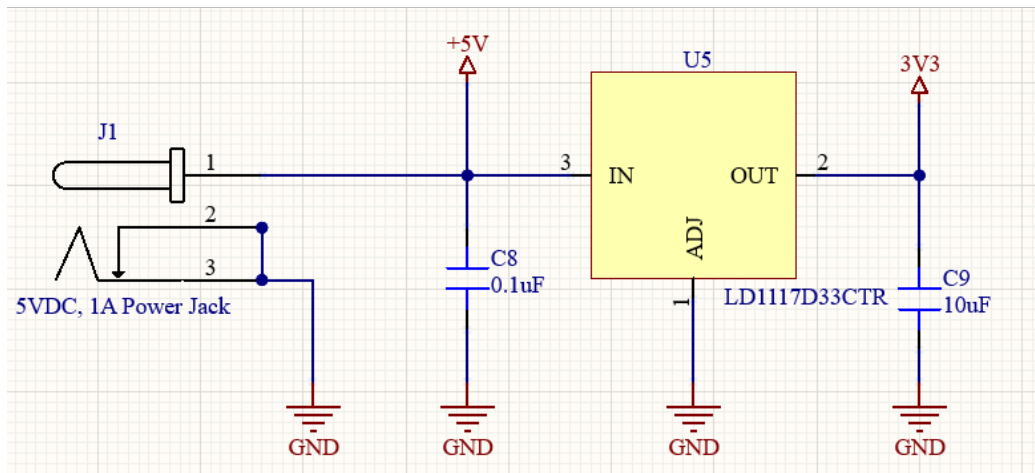 +5V
U5
3V3
J1
1
3
IN
OUT
2
2
ADJ
3
C8
0.1uF
C9
10uF
5VDC, 1A Power Jack
1
LD1117D33CTR
GND
GND
GND
GND